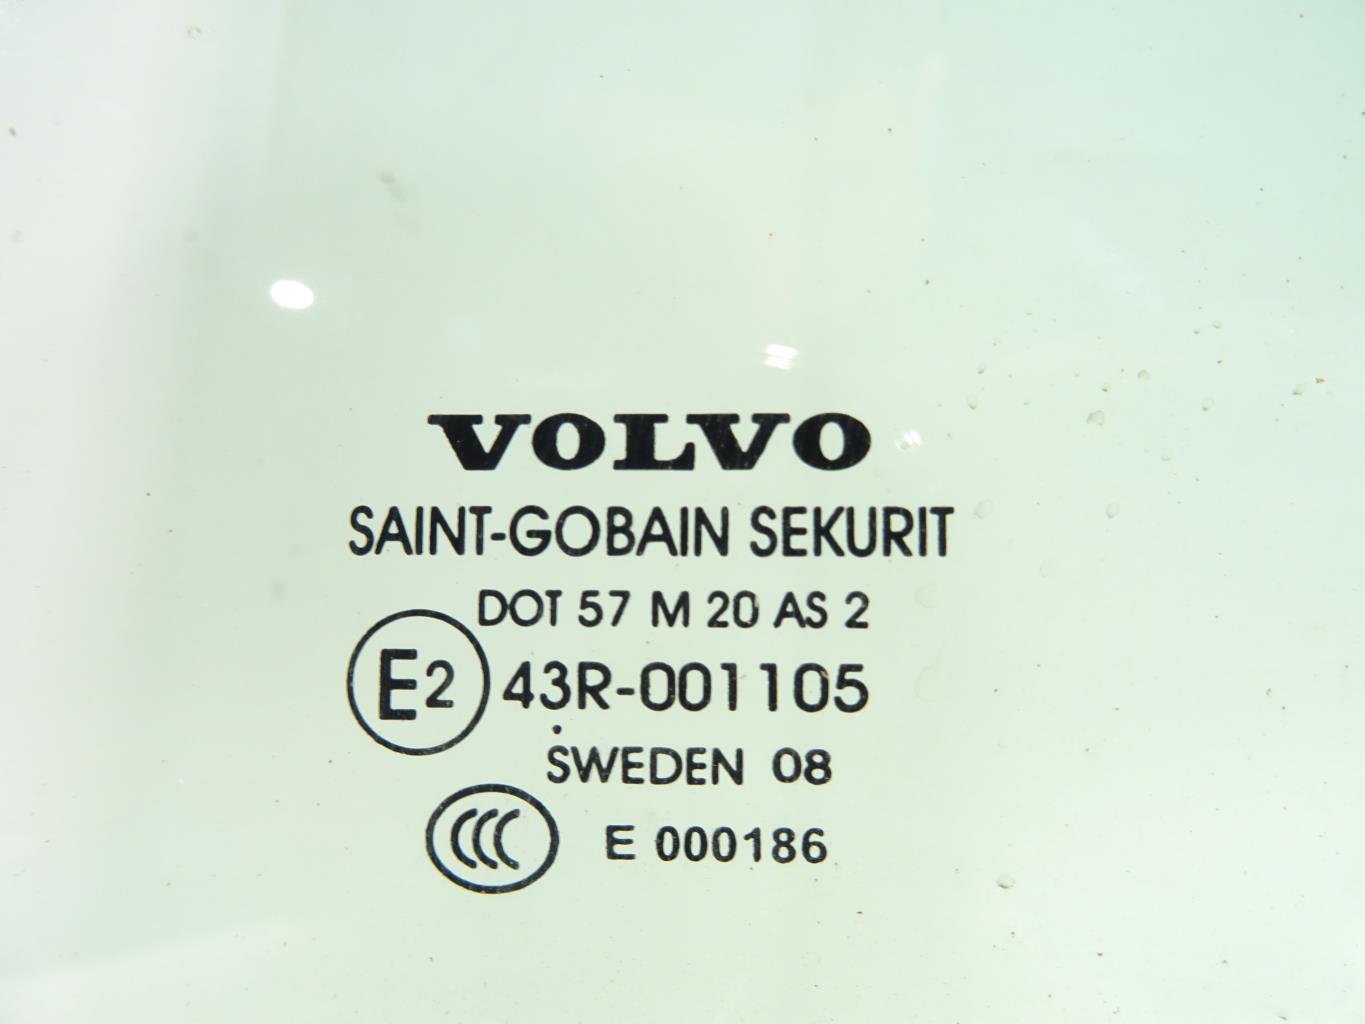 VOLVO
SAINT-GOBAIN SEKURIT
DOT 57 M 20 AS 2
E2 43R-001105
SWEDEN 08
CCC E 000186